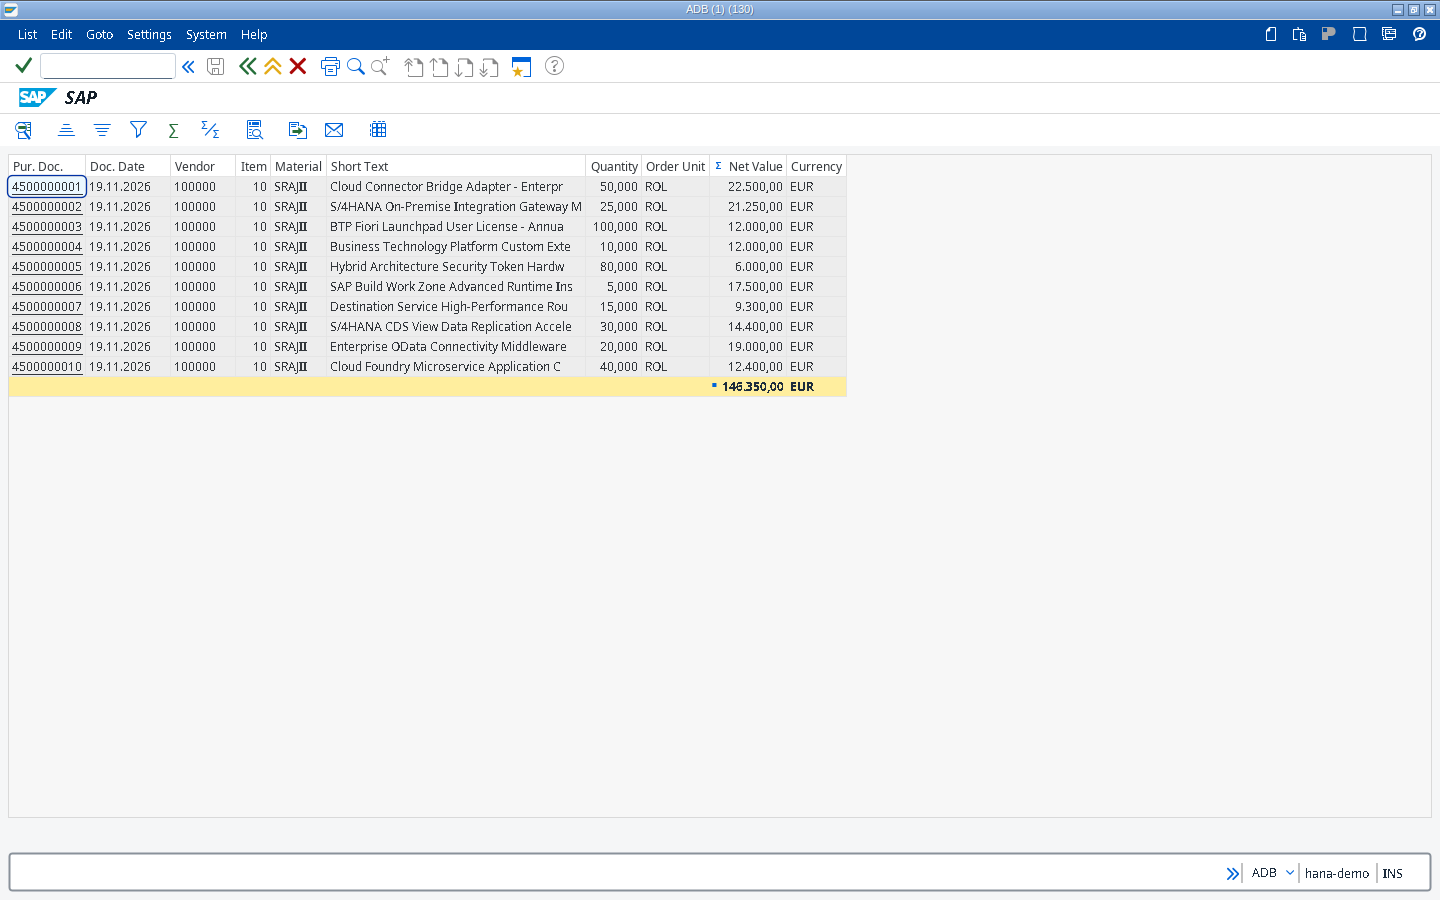 ADB (1) (130)
List Edit Goto Settings System Help
SAP SAP
Pur. Doc. Doc. Date Vendor Item Material Short Text Quantity Order Unit Σ Net Value Currency
4500000001 19.11.2026 100000 10 SRAJII Cloud Connector Bridge Adapter - Enterpr 50,000 ROL 22.500,00 EUR
4500000002 19.11.2026 100000 10 SRAJII S/4HANA On-Premise Integration Gateway M 25,000 ROL 21.250,00 EUR
4500000003 19.11.2026 100000 10 SRAJII BTP Fiori Launchpad User License - Annua 100,000 ROL 12.000,00 EUR
4500000004 19.11.2026 100000 10 SRAJII Business Technology Platform Custom Exte 10,000 ROL 12.000,00 EUR
4500000005 19.11.2026 100000 10 SRAJII Hybrid Architecture Security Token Hardw 80,000 ROL 6.000,00 EUR
4500000006 19.11.2026 100000 10 SRAJII SAP Build Work Zone Advanced Runtime Ins 5,000 ROL 17.500,00 EUR
4500000007 19.11.2026 100000 10 SRAJII Destination Service High-Performance Rou 15,000 ROL 9.300,00 EUR
4500000008 19.11.2026 100000 10 SRAJII S/4HANA CDS View Data Replication Accele 30,000 ROL 14.400,00 EUR
4500000009 19.11.2026 100000 10 SRAJII Enterprise OData Connectivity Middleware 20,000 ROL 19.000,00 EUR
4500000010 19.11.2026 100000 10 SRAJII Cloud Foundry Microservice Application C 40,000 ROL 12.400,00 EUR
146.350,00 EUR
ADB hana-demo INS